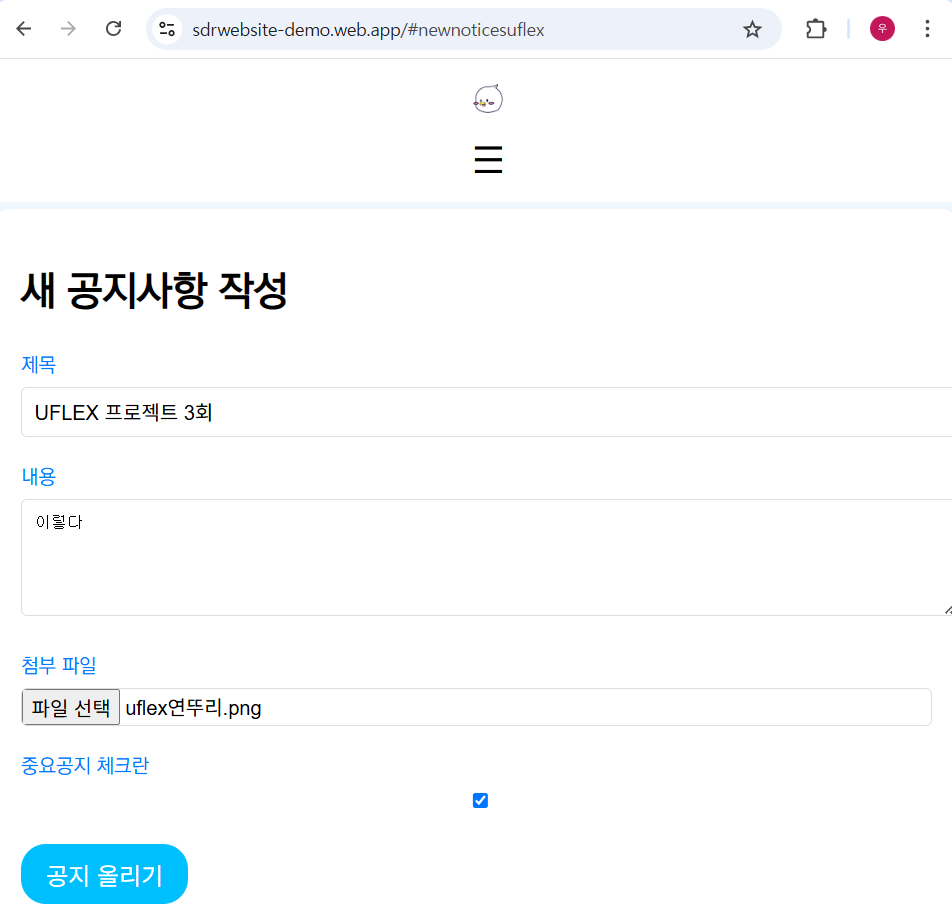 sdrwebsite-demo.web.app/#newnoticesuflex
우
새 공지사항 작성
제목
UFLEX 프로젝트 3회
내용
이렇다
첨부 파일
파일 선택 uflex연뚜리.png
중요공지 체크란
공지 올리기